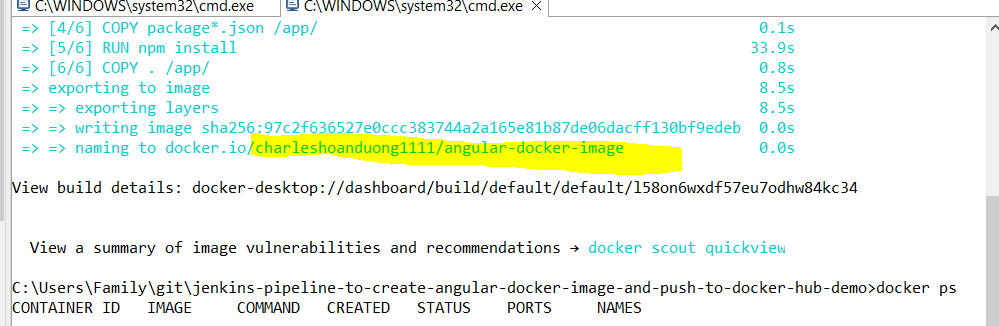 C:\WINDOWS\system32\cmd.exe C:\WINDOWS\system32\cmd.exe
=> [4/6] COPY package*.json /app/ 0.1s
=> [5/6] RUN npm install 33.9s
=> [6/6] COPY . /app/ 0.8s
=> exporting to image 8.5s
=> => exporting layers 8.5s
=> => writing image sha256:97c2f636527e0ccc383744a2a165e81b87de06dacff130bf9edeb 0.0s
=> => naming to docker.io/charleshoanduong1111/angular-docker-image 0.0s
View build details: docker-desktop://dashboard/build/default/default/l58on6wxdf57eu7odhw84kc34
View a summary of image vulnerabilities and recommendations → docker scout quickview
C:\Users\Family\git\jenkins-pipeline-to-create-angular-docker-image-and-push-to-docker-hub-demo>docker ps
CONTAINER ID IMAGE COMMAND CREATED STATUS PORTS NAMES